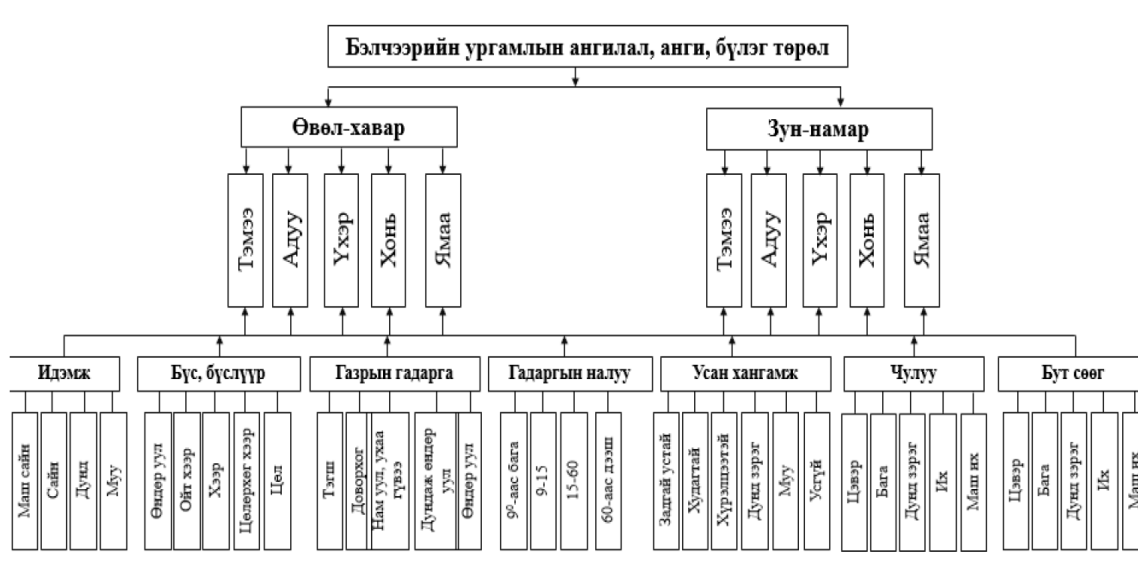 Бэлчээрийн ургамлын ангилал, анги, бүлэг төрөл
Өвөл-хавар
Зун-намар
Тэмээ
Адуу
Үхэр
Хонь
Ямаа
Тэмээ
Адуу
Үхэр
Хонь
Ямаа
Идэмж
Бүс, бүслүүр
Газрын гадарга
Гадаргын налуу
Усан хангамж
Чулуу
Бут сөөг
Маш сайн
Сайн
Дунд
Муу
Өндөр уул
Ойт хээр
Хээр
Цөлөрхөг хээр
Цөл
Тэгш
Доворхог
Нам уул, ухаа
гүвээ
Дундаж өндөр
уул
Өндөр уул
9⁰-аас бага
9-15
15-60
60-аас дээш
Задгай устай
Худагтай
Хүрэлцээтэй
Дунд зэрэг
Муу
Усгүй
Цэвэр
Бага
Дунд зэрэг
Их
Маш их
Цэвэр
Бага
Дунд зэрэг
Их
Маш их